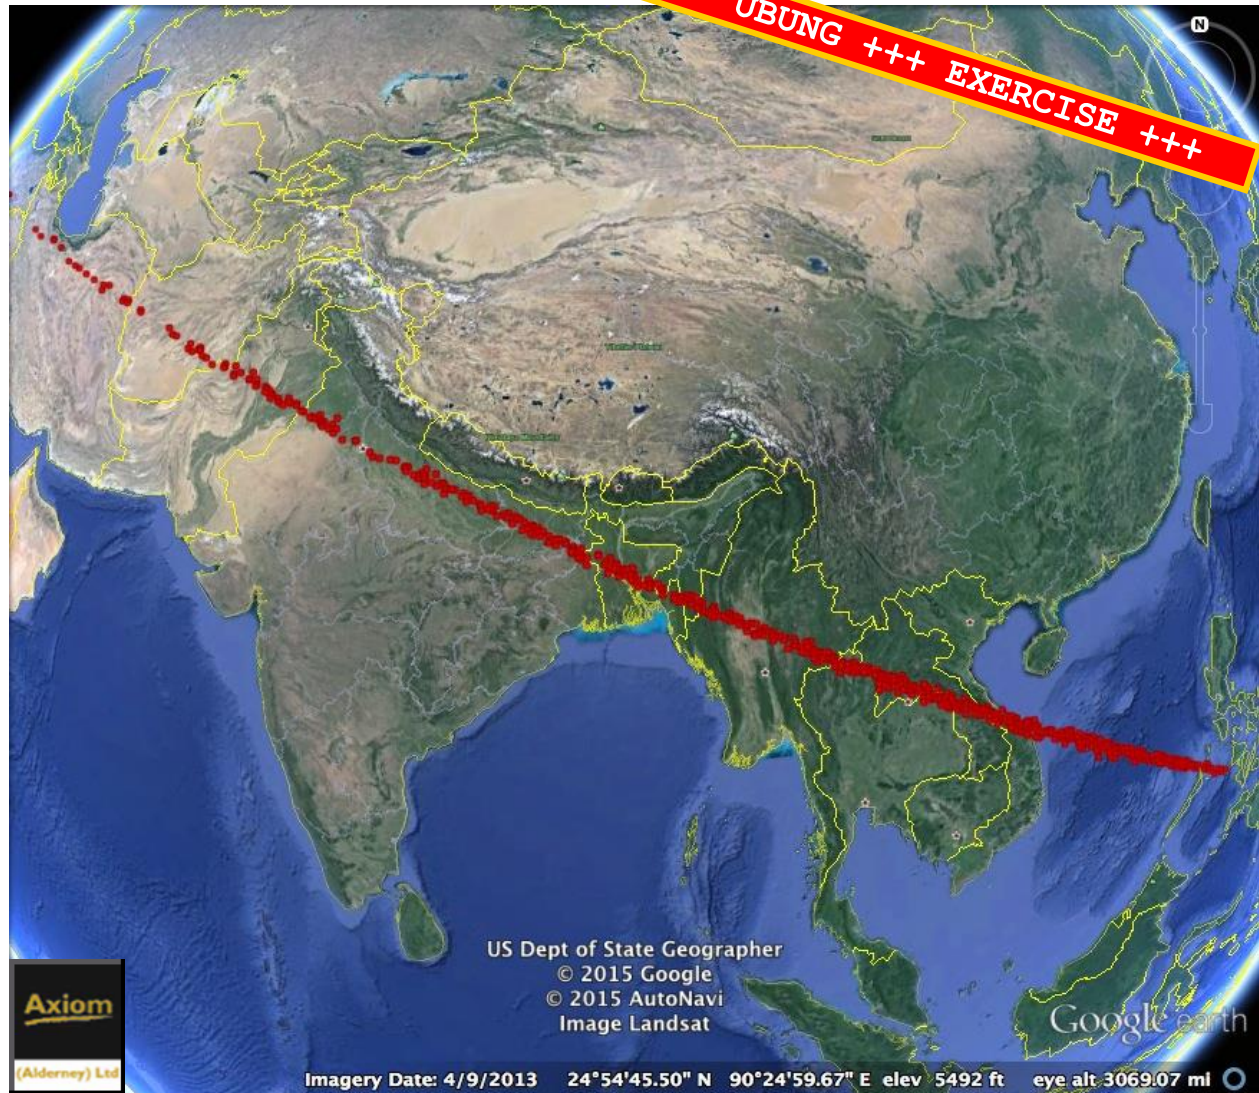 UBUNG +++ EXERCISE +++
N
US Dept of State Geographer
© 2015 Google
© 2015 AutoNavi
Image Landsat
Google earth
Axiom
(Alderney) Ltd
Imagery Date: 4/9/2013 24°54'45.50" N 90°24'59.67" E elev 5492 ft eye alt 3069.07 mi